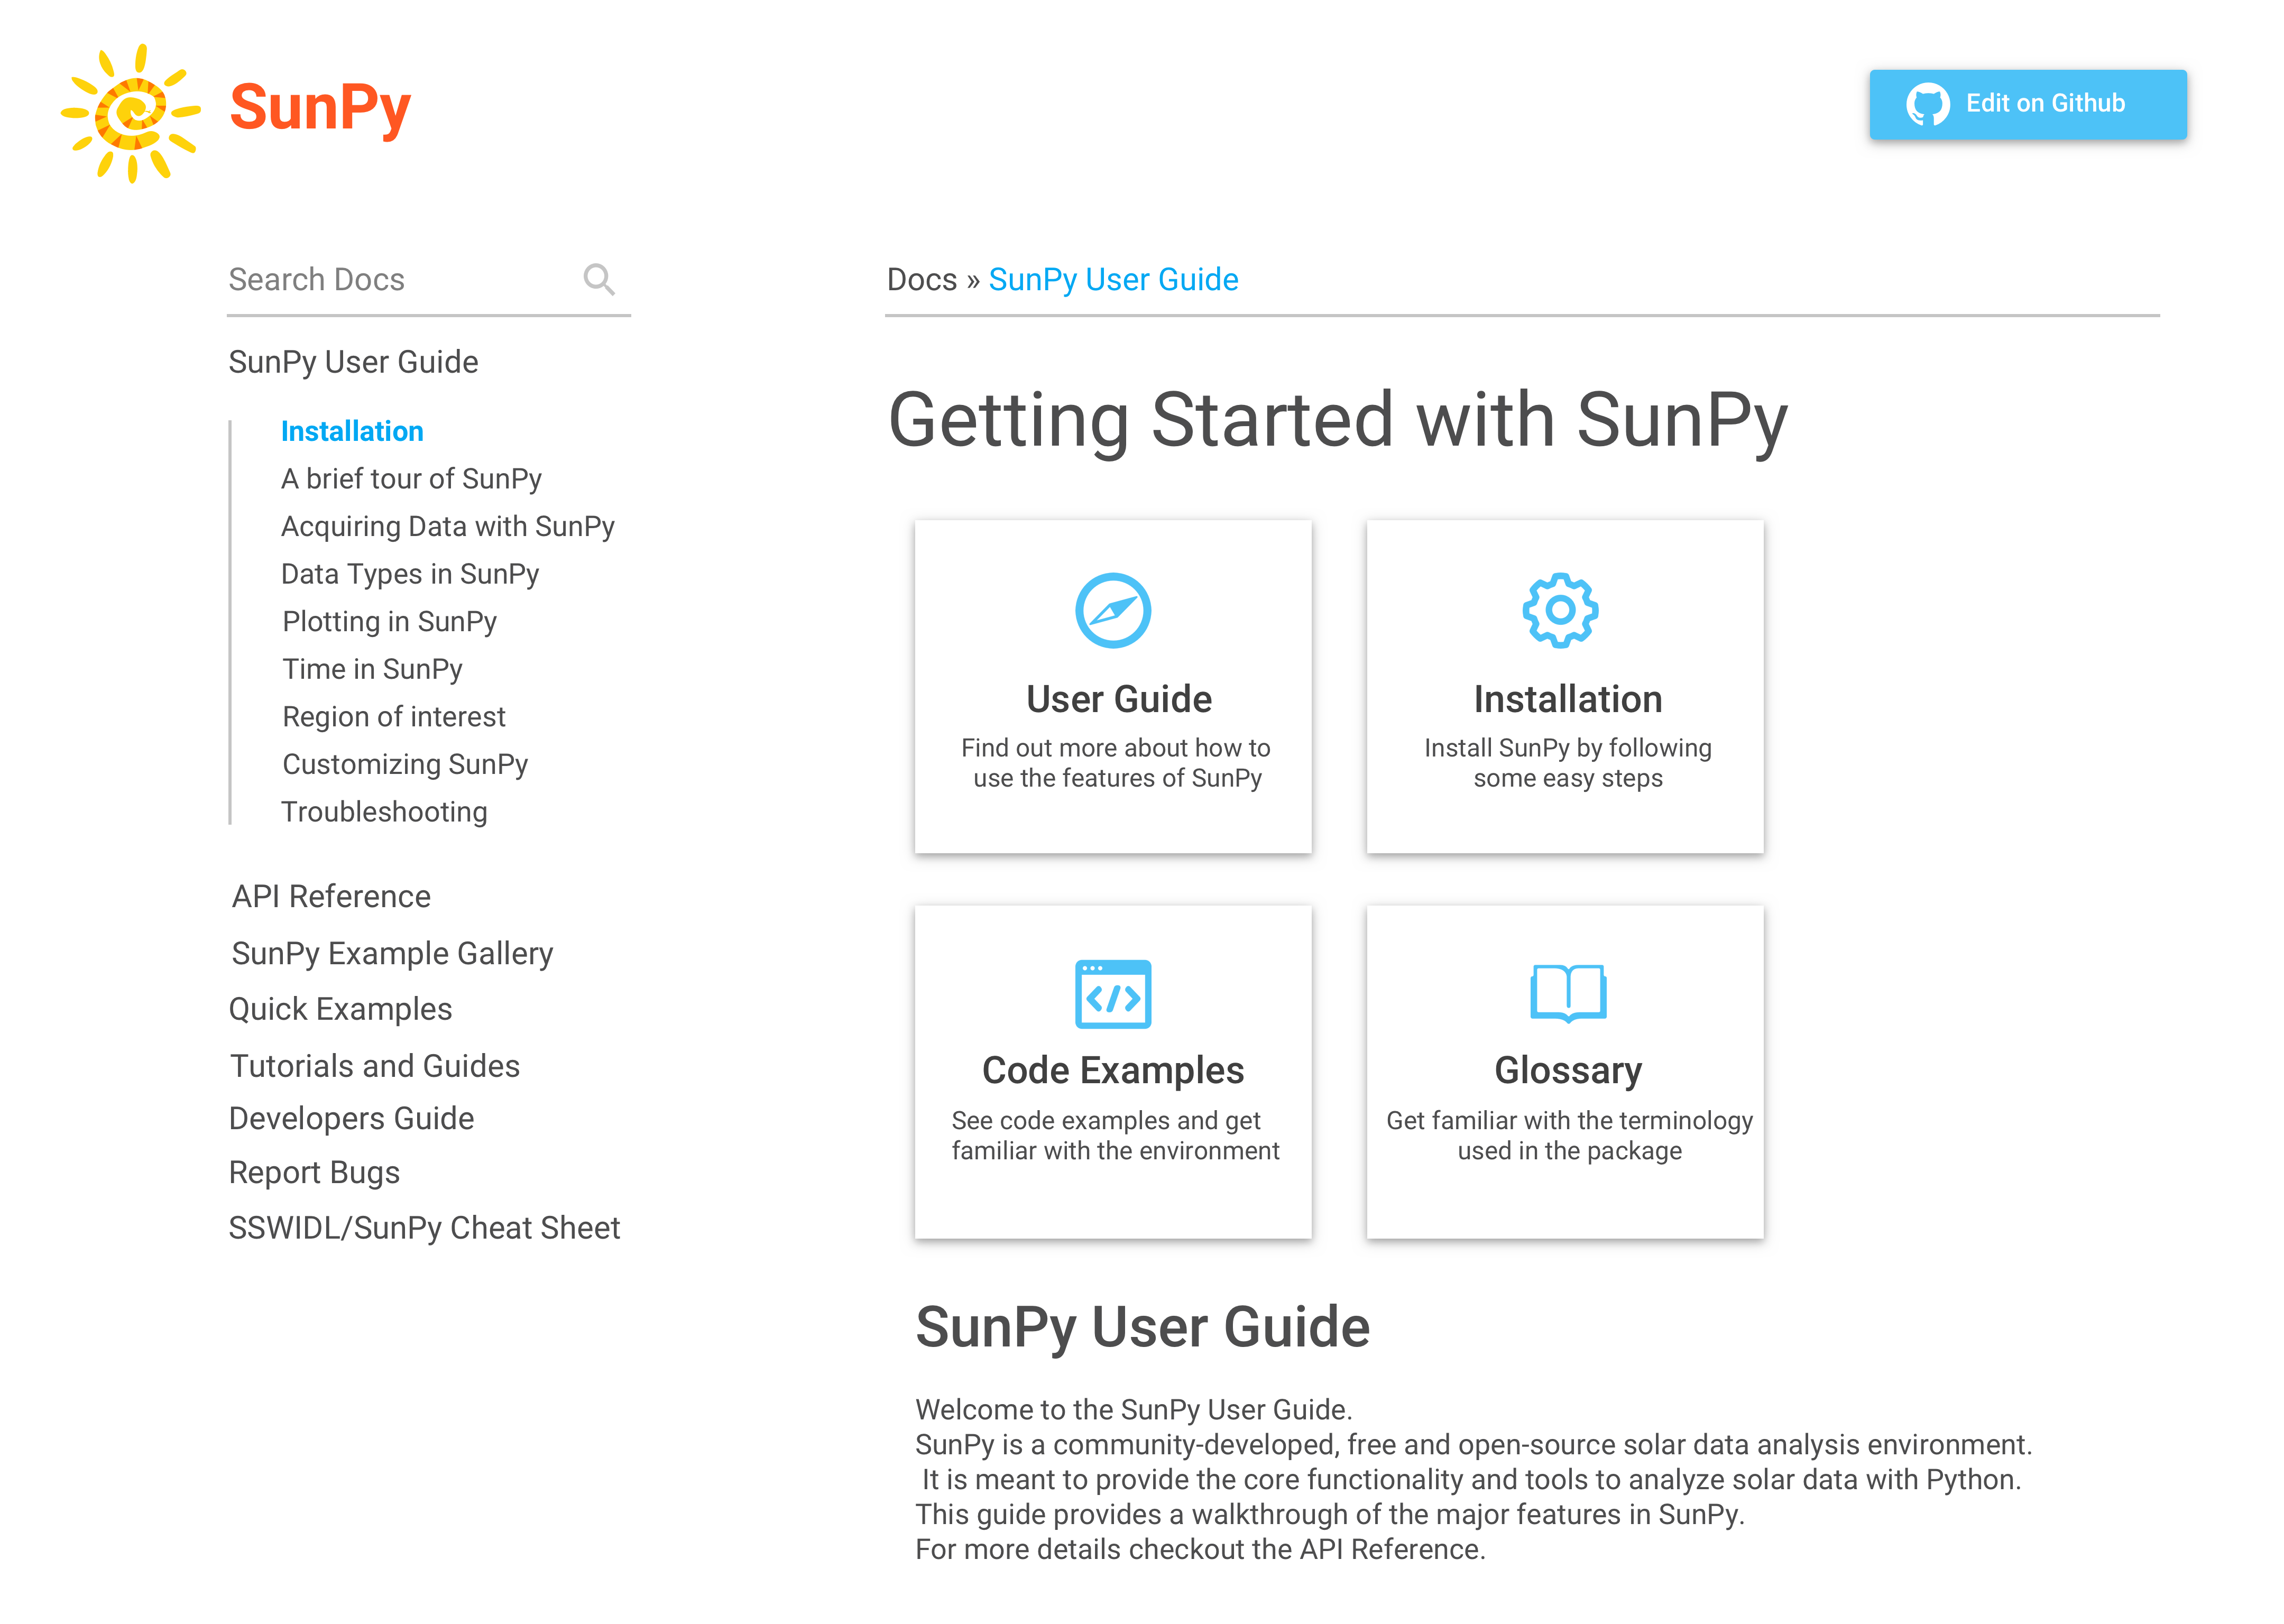 SunPy
Edit on Github
Search Docs
SunPy User Guide
Installation
A brief tour of SunPy
Acquiring Data with SunPy
Data Types in SunPy
Plotting in SunPy
Time in SunPy
Region of interest
Customizing SunPy
Troubleshooting
API Reference
SunPy Example Gallery
Quick Examples
Tutorials and Guides
Developers Guide
Report Bugs
SSWIDL/SunPy Cheat Sheet
Docs » SunPy User Guide
Getting Started with SunPy
User Guide
Find out more about how to
use the features of SunPy
Installation
Install SunPy by following
some easy steps
</>
Code Examples
See code examples and get
familiar with the environment
Glossary
Get familiar with the terminology
used in the package
SunPy User Guide
Welcome to the SunPy User Guide.
SunPy is a community-developed, free and open-source solar data analysis environment.
It is meant to provide the core functionality and tools to analyze solar data with Python.
This guide provides a walkthrough of the major features in SunPy.
For more details checkout the API Reference.